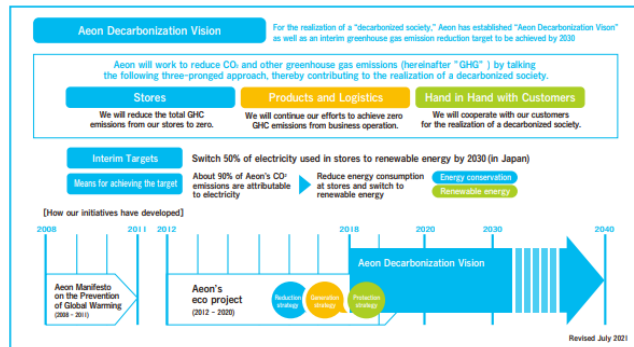 Aeon Decarbonization Vision
For the realization of a "decarbonized society," Aeon has established "Aeon Decarbonization Vison"
as well as an interim greenhouse gas emission reduction target to be achieved by 2030
Aeon will work to reduce CO₂ and other greenhouse gas emissions (hereinafter "GHG" ) by talking
the following three-pronged approach, thereby contributing to the realization of a decarbonized society.
Stores
We will reduce the total GHC
emissions from our stores to zero.
Products and Logistics
We will continue our efforts to achieve zero
GHC emissions from business operation.
Hand in Hand with Customers
We will cooperate with our customers
for the realization of a decarbonized society.
Interim Targets
Switch 50% of electricity used in stores to renewable energy by 2030 (in Japan)
Means for achieving the target
About 90% of Aeon's CO²
emissions are attributable
to electricity
Reduce energy consumption
at stores and switch to
renewable energy
Energy conservation
Renewable energy
[How our initiatives have developed]
2008
2011
2012
2018
2020
2030
2040
Aeon Manifesto
on the Prevention
of Global Warming
(2008 - 2011)
Aeon's
eco project
(2012 - 2020)
Reduction
strategy
Generation
strategy
Protection
strategy
Aeon Decarbonization Vision
Revised July 2021